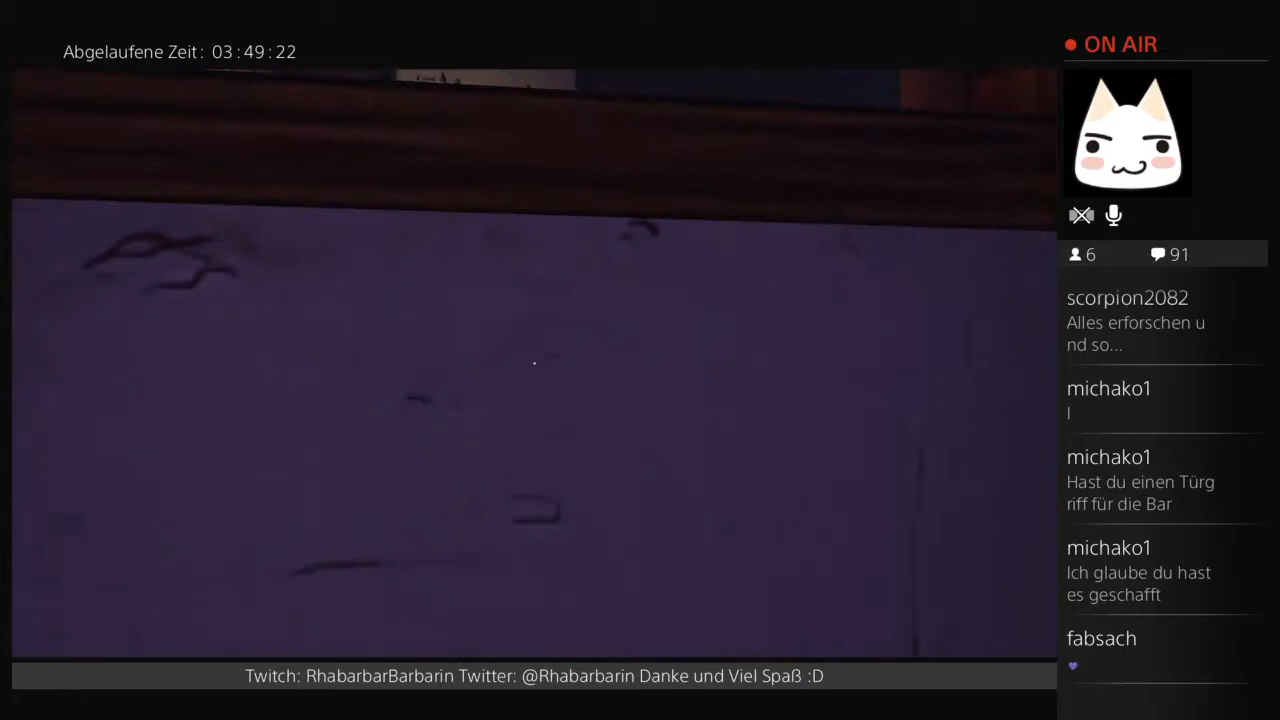 Abgelaufene Zeit: 03:49:22
ON AIR
6 91
scorpion2082
Alles erforschen u
nd so...
michako1
l
michako1
Hast du einen Türg
riff für die Bar
michako1
Ich glaube du hast
es geschafft
fabsach
Twitch: RhabarbarBarbarin Twitter: @Rhabarbarin Danke und Viel Spaß :D